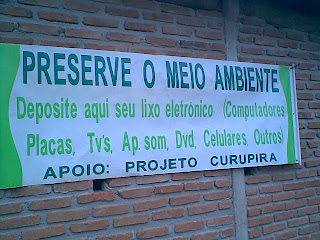 PRESERVE O MEIO AMBIENTE
Deposite aqui seu lixo eletrônico (Computadores,
Placas, Tv's, Ap. som, Dvd, Celulares, Outros)
APOIO: PROJETO CURUPIRA